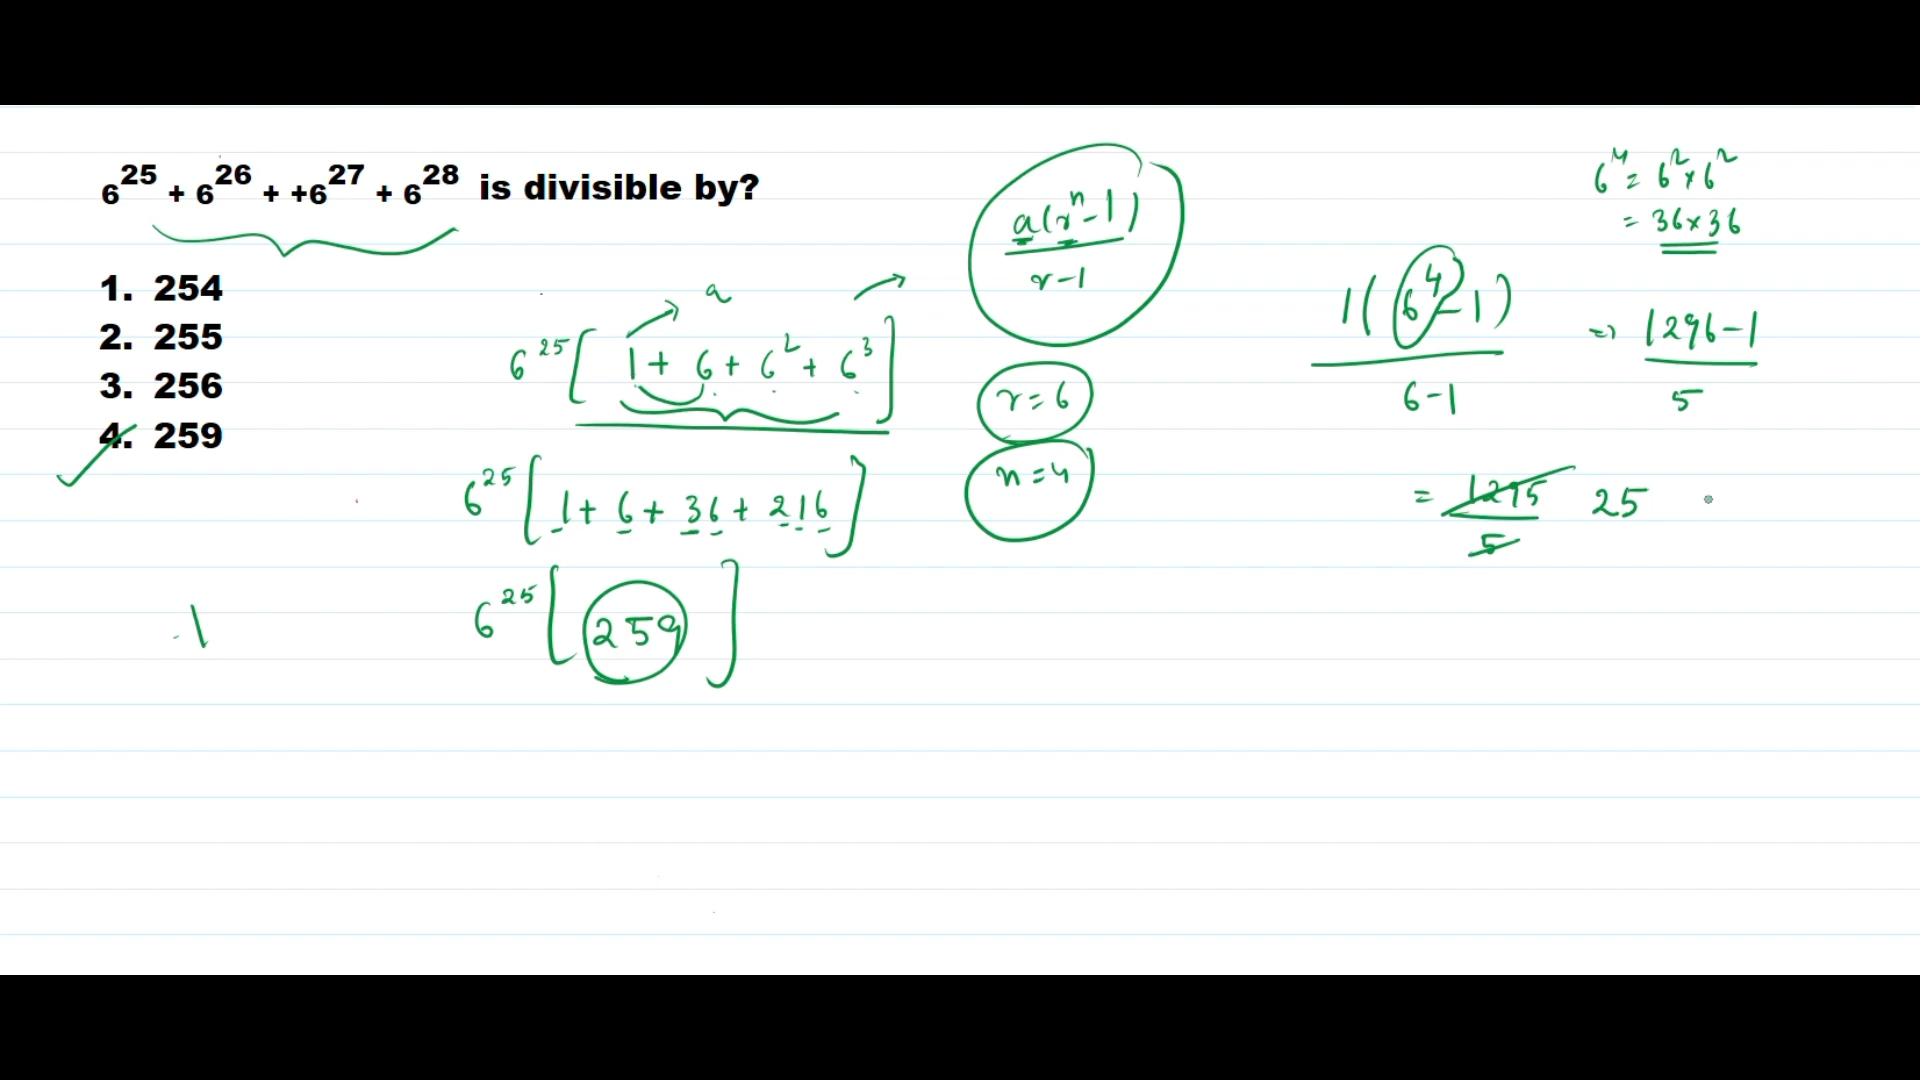 6^25 + 6^26 + +6^27 + 6^28 is divisible by?
1. 254
2. 255
3. 256
4. 259
a
6^25 [ 1 + 6 + 6^2 + 6^3 ]
6^25 [ 1 + 6 + 36 + 216 ]
6^25 [ 259 ]
a(r^n - 1)
r - 1
r = 6
n = 4
6^4 = 6^2 × 6^2
= 36 × 36
1(6^4 - 1)
6 - 1
=> 1296 - 1
5
= 1295 25
5